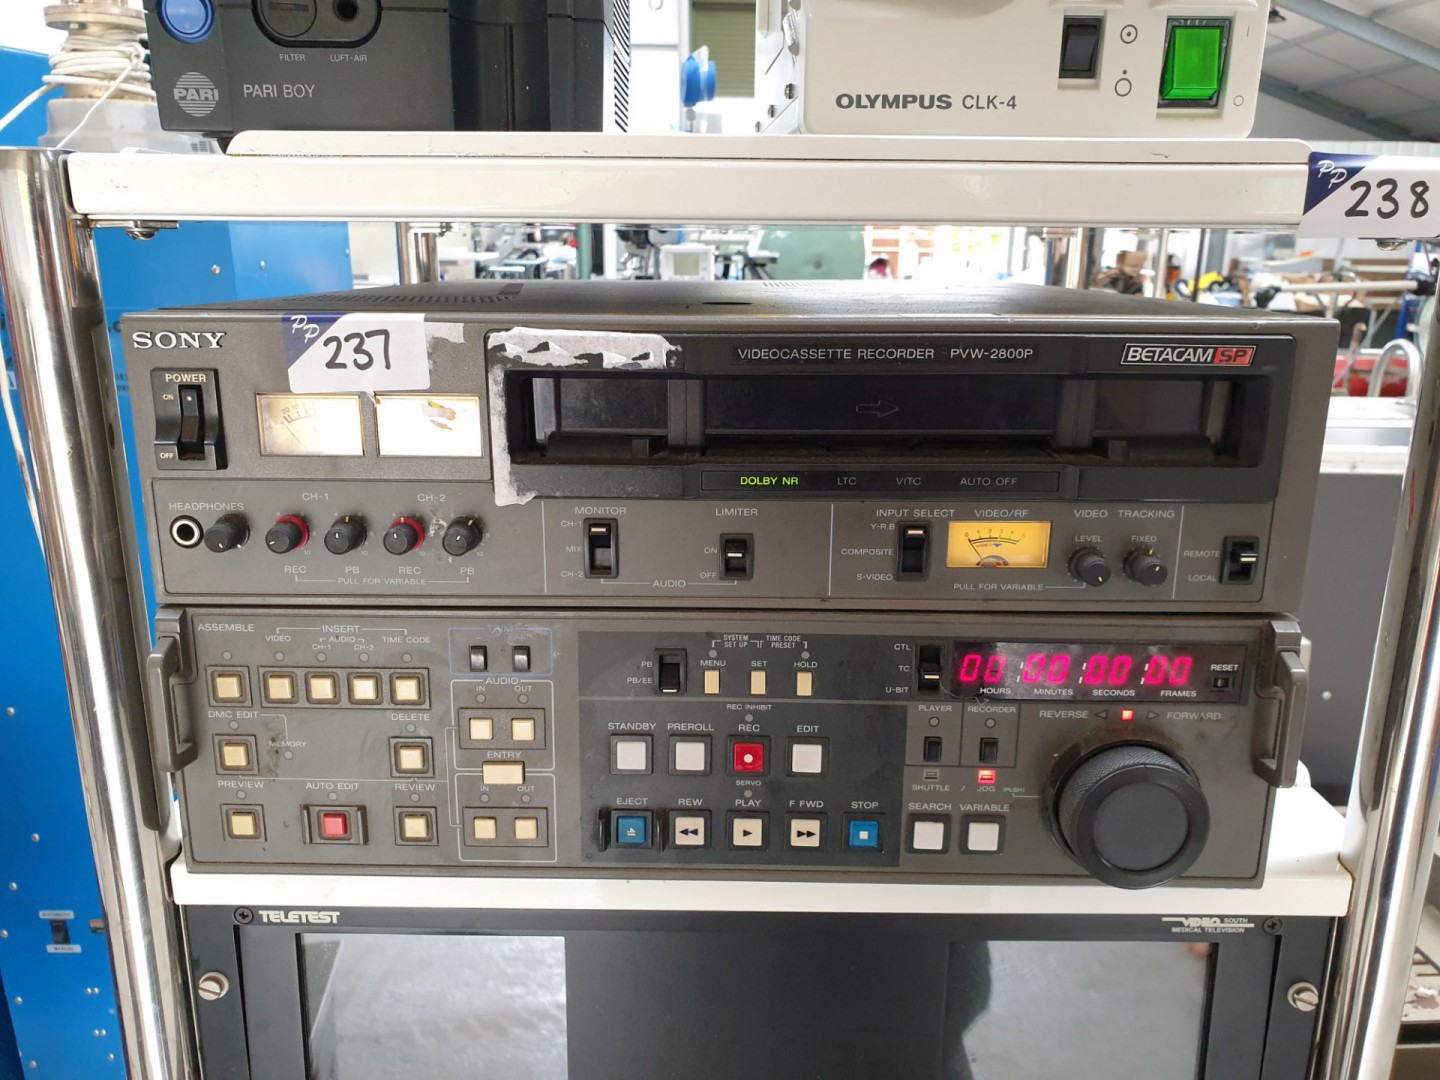 FILTER LUFT-AIR
PARI
PARI BOY
OLYMPUS CLK-4
PP 238
SONY
PP 237
VIDEOCASSETTE RECORDER PVW-2800P
BETACAM SP
POWER
ON
OFF
DOLBY NR LTC VITC AUTO OFF
HEADPHONES
CH-1 CH-2
REC PB REC PB
PULL FOR VARIABLE
MONITOR
CH-1
MIX
CH-2
LIMITER
ON
OFF
AUDIO
INPUT SELECT
Y-R.B
COMPOSITE
S-VIDEO
VIDEO/RF
VIDEO
LEVEL
TRACKING
FIXED
PULL FOR VARIABLE
REMOTE
LOCAL
ASSEMBLE
INSERT
VIDEO
AUDIO
CH-1 CH-2
TIME CODE
DMC EDIT
MEMORY
DELETE
PREVIEW
AUTO EDIT
REVIEW
AUDIO
IN OUT
ENTRY
IN OUT
PB
PB/EE
SYSTEM SET UP
TIME CODE PRESET
MENU SET HOLD
CTL
TC
U-BIT
00:00:00:00
HOURS MINUTES SECONDS FRAMES
RESET
REC INHIBIT
STANDBY PREROLL REC EDIT
SERVO
EJECT REW PLAY F FWD STOP
PLAYER RECORDER
REVERSE FORWARD
SHUTTLE / JOG (PUSH)
SEARCH VARIABLE
AUTOMATIC
MANUAL
TELETEST
VIDEO SOUTH
MEDICAL TELEVISION